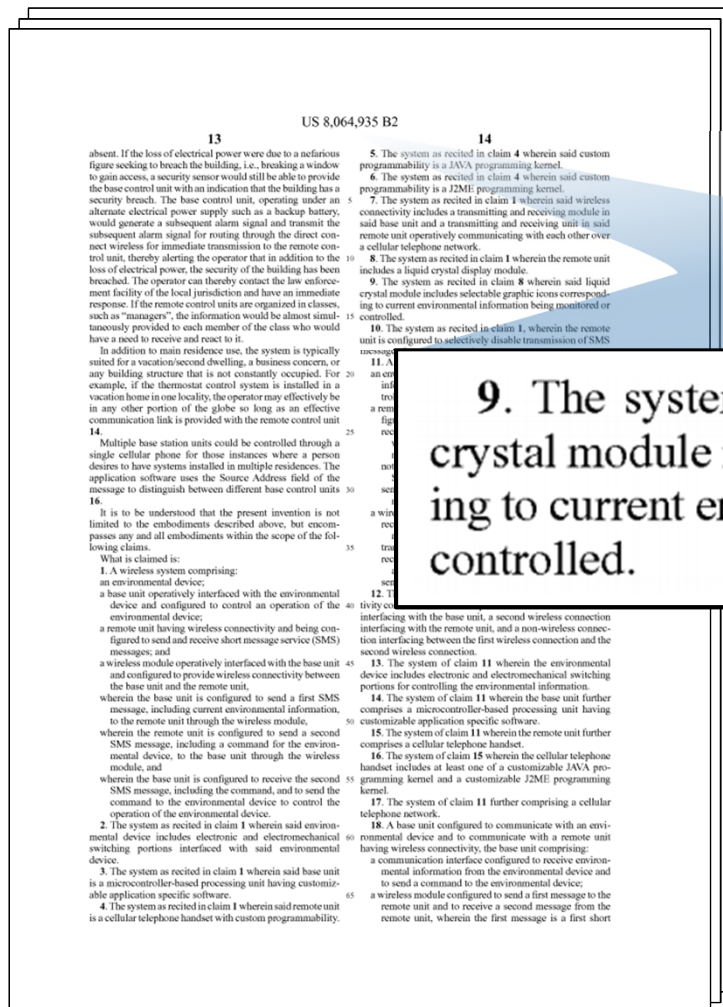 US 8,064,935 B2
13
absent. If the loss of electrical power were due to a nefarious
figure seeking to breach the building, i.e., breaking a window
to gain access, a security sensor would still be able to provide
the base control unit with an indication that the building has a
security breach. The base control unit, operating under an 5
alternate electrical power supply such as a backup battery,
would generate a subsequent alarm signal and transmit the
subsequent alarm signal for routing through the direct con-
nect wireless for immediate transmission to the remote con-
trol unit, thereby alerting the operator that in addition to the 10
loss of electrical power, the security of the building has been
breached. The operator can thereby contact the law enforce-
ment facility of the local jurisdiction and have an immediate
response. If the remote control units are organized in classes,
such as “managers”, the information would be almost simul- 15
taneously provided to each member of the class who would
have a need to receive and react to it.
In addition to main residence use, the system is typically
suited for a vacation/second dwelling, a business concern, or
any building structure that is not constantly occupied. For 20
example, if the thermostat control system is installed in a
vacation home in one locality, the operator may effectively be
in any other portion of the globe so long as an effective
communication link is provided with the remote control unit
14. 25
Multiple base station units could be controlled through a
single cellular phone for those instances where a person
desires to have systems installed in multiple residences. The
application software uses the Source Address field of the
message to distinguish between different base control units 30
16.
It is to be understood that the present invention is not
limited to the embodiments described above, but encom-
passes any and all embodiments within the scope of the fol-
lowing claims. 35
What is claimed is:
1. A wireless system comprising:
an environmental device;
a base unit operatively interfaced with the environmental
device and configured to control an operation of the 40
environmental device;
a remote unit having wireless connectivity and being con-
figured to send and receive short message service (SMS)
messages; and
a wireless module operatively interfaced with the base unit 45
and configured to provide wireless connectivity between
the base unit and the remote unit,
wherein the base unit is configured to send a first SMS
message, including current environmental information,
to the remote unit through the wireless module, 50
wherein the remote unit is configured to send a second
SMS message, including a command for the environ-
mental device, to the base unit through the wireless
module, and
wherein the base unit is configured to receive the second 55
SMS message, including the command, and to send the
command to the environmental device to control the
operation of the environmental device.
2. The system as recited in claim 1 wherein said environ-
mental device includes electronic and electromechanical 60
switching portions interfaced with said environmental
device.
3. The system as recited in claim 1 wherein said base unit
is a microcontroller-based processing unit having customiz-
able application specific software. 65
4. The system as recited in claim 1 wherein said remote unit
is a cellular telephone handset with custom programmability.
14
5. The system as recited in claim 4 wherein said custom
programmability is a JAVA programming kernel.
6. The system as recited in claim 4 wherein said custom
programmability is a J2ME programming kernel.
7. The system as recited in claim 1 wherein said wireless
connectivity includes a transmitting and receiving module in
said base unit and a transmitting and receiving unit in said
remote unit operatively communicating with each other over
a cellular telephone network.
8. The system as recited in claim 1 wherein the remote unit
includes a liquid crystal display module.
9. The system as recited in claim 8 wherein said liquid
crystal module includes selectable graphic icons correspond-
ing to current environmental information being monitored or
controlled.
10. The system as recited in claim 1, wherein the remote
unit is configured to selectively disable transmission of SMS
message
11. A
an en
inf
tro
a rem
fig
rec
not
sen
a wir
rec
tra
rec
sen
12. T
tivity co
interfacing with the base unit, a second wireless connection
interfacing with the remote unit, and a non-wireless connec-
tion interfacing between the first wireless connection and the
second wireless connection.
13. The system of claim 11 wherein the environmental
device includes electronic and electromechanical switching
portions for controlling the environmental information.
14. The system of claim 11 wherein the base unit further
comprises a microcontroller-based processing unit having
customizable application specific software.
15. The system of claim 11 wherein the remote unit further
comprises a cellular telephone handset.
16. The system of claim 15 wherein the cellular telephone
handset includes at least one of a customizable JAVA pro-
gramming kernel and a customizable J2ME programming
kernel.
17. The system of claim 11 further comprising a cellular
telephone network.
18. A base unit configured to communicate with an envi-
ronmental device and to communicate with a remote unit
having wireless connectivity, the base unit comprising:
a communication interface configured to receive environ-
mental information from the environmental device and
to send a command to the environmental device;
a wireless module configured to send a first message to the
remote unit and to receive a second message from the
remote unit, wherein the first message is a first short
9. The syste
crystal module
ing to current e
controlled.